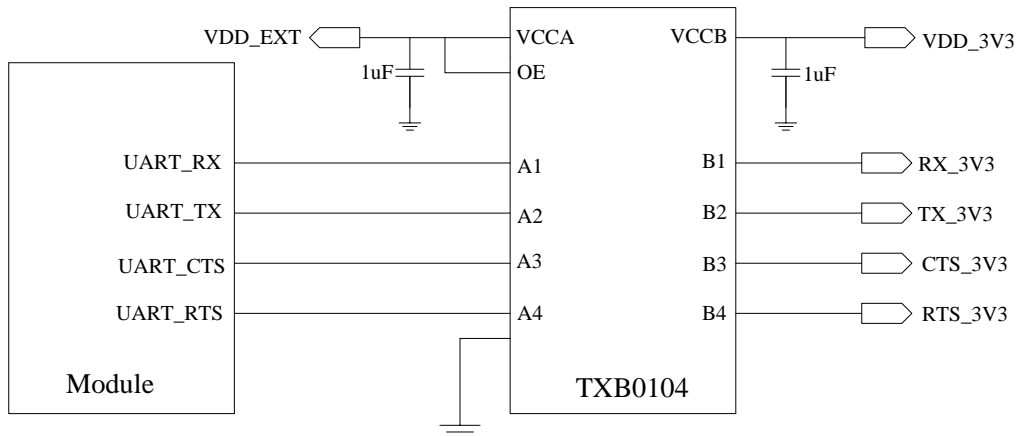 VDD_EXT
VCCA
VCCB
VDD_3V3
1uF
OE
1uF
UART_RX
A1
B1
RX_3V3
UART_TX
A2
B2
TX_3V3
UART_CTS
A3
B3
CTS_3V3
UART_RTS
A4
B4
RTS_3V3
Module
TXB0104